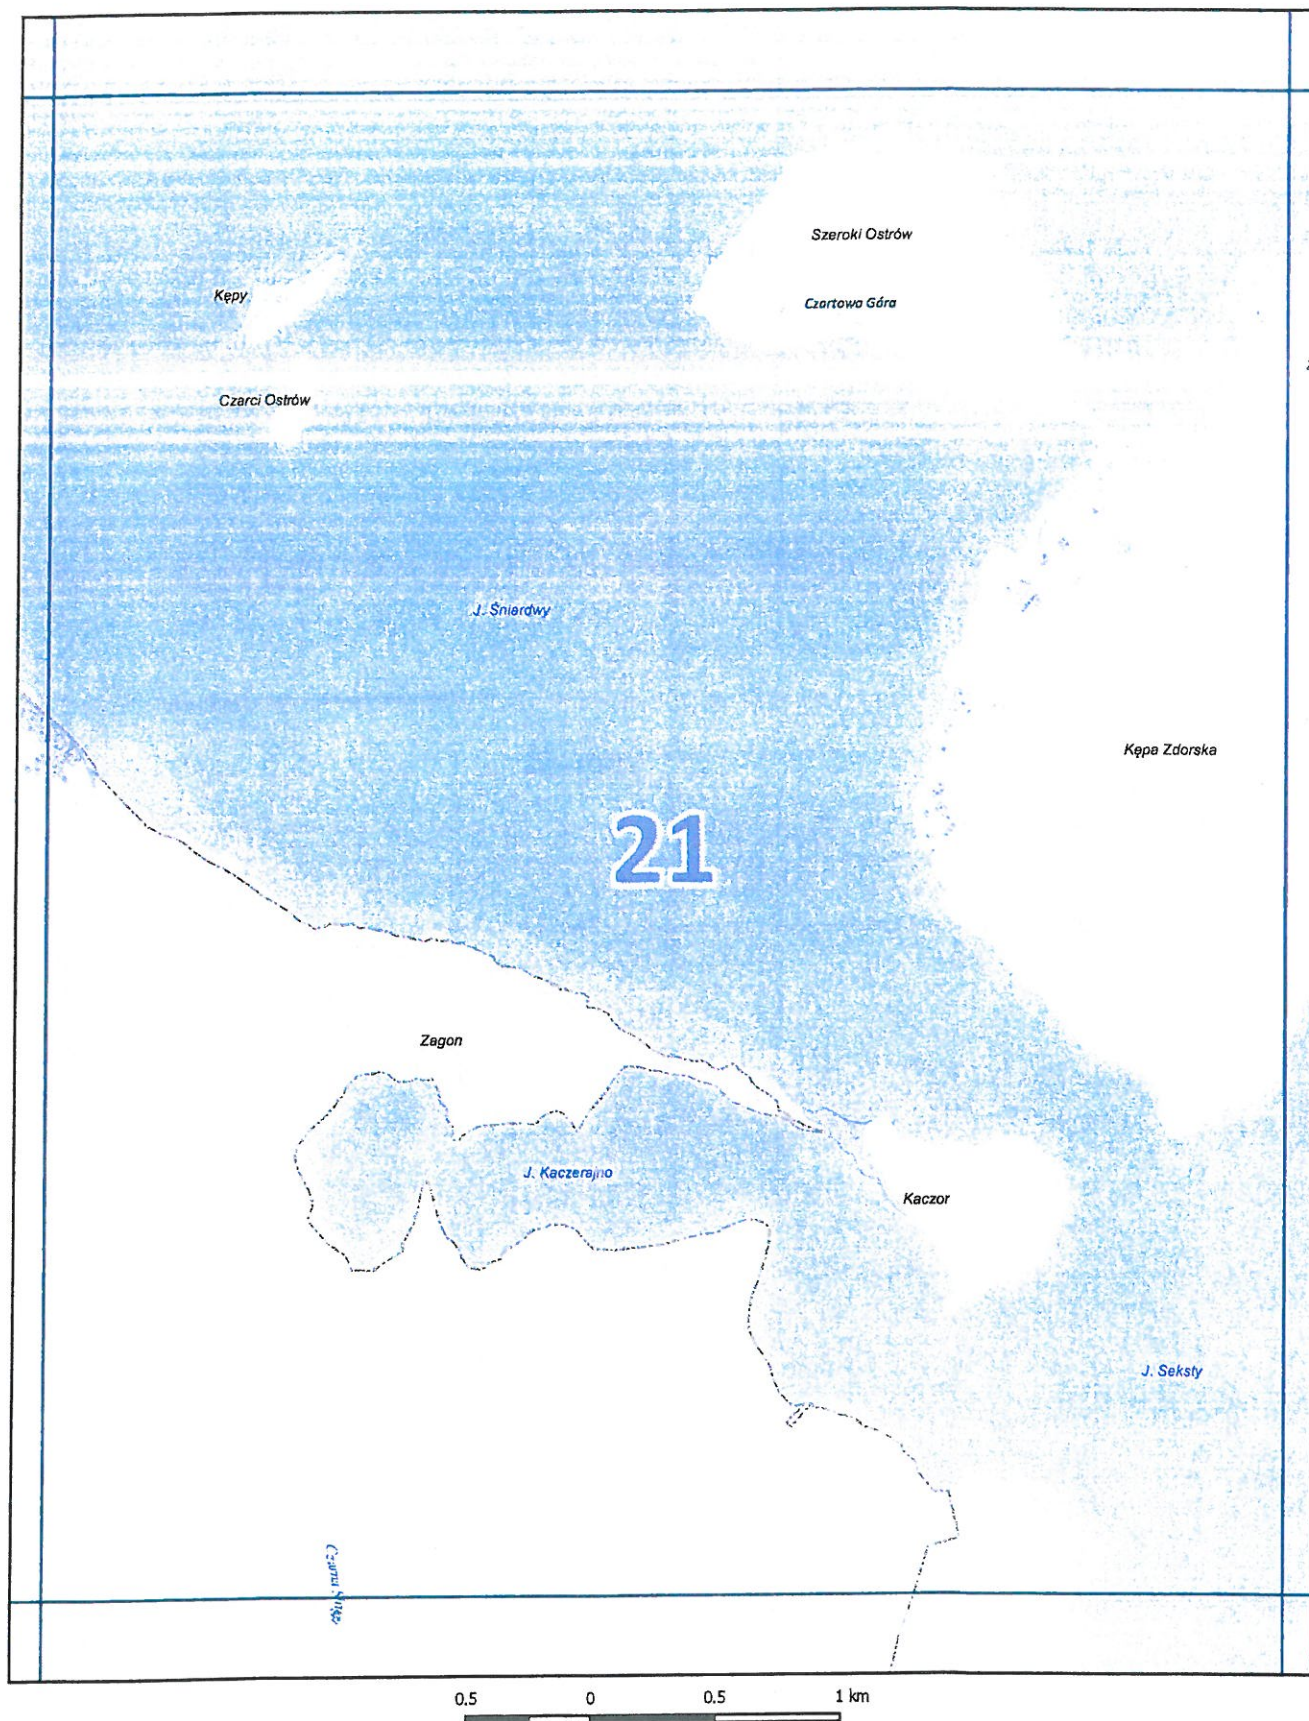 Szeroki Ostrów
Kępy
Czartowa Góra
Czarci Ostrów
J. Śniardwy
Kępa Zdorska
21
Zagon
J. Kaczerajno
Kaczor
J. Seksty
0.5 0 0.5 1 km